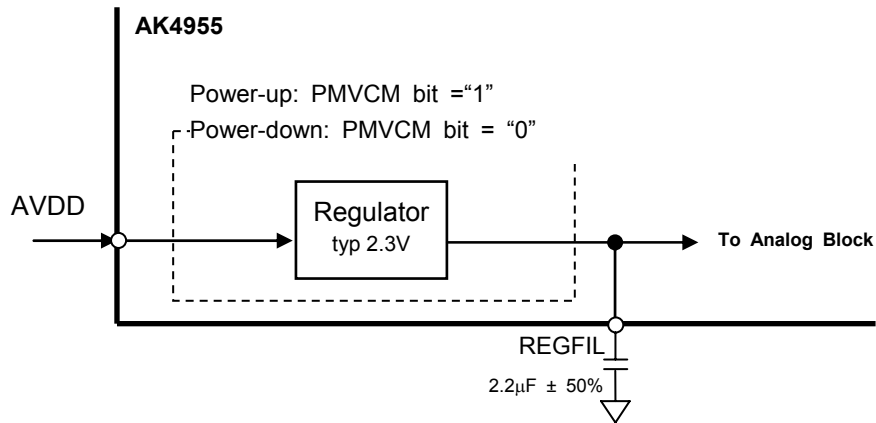 AK4955
Power-up: PMVCM bit =“1”
Power-down: PMVCM bit = “0”
AVDD
Regulator
typ 2.3V
To Analog Block
REGFIL
2.2μF ± 50%